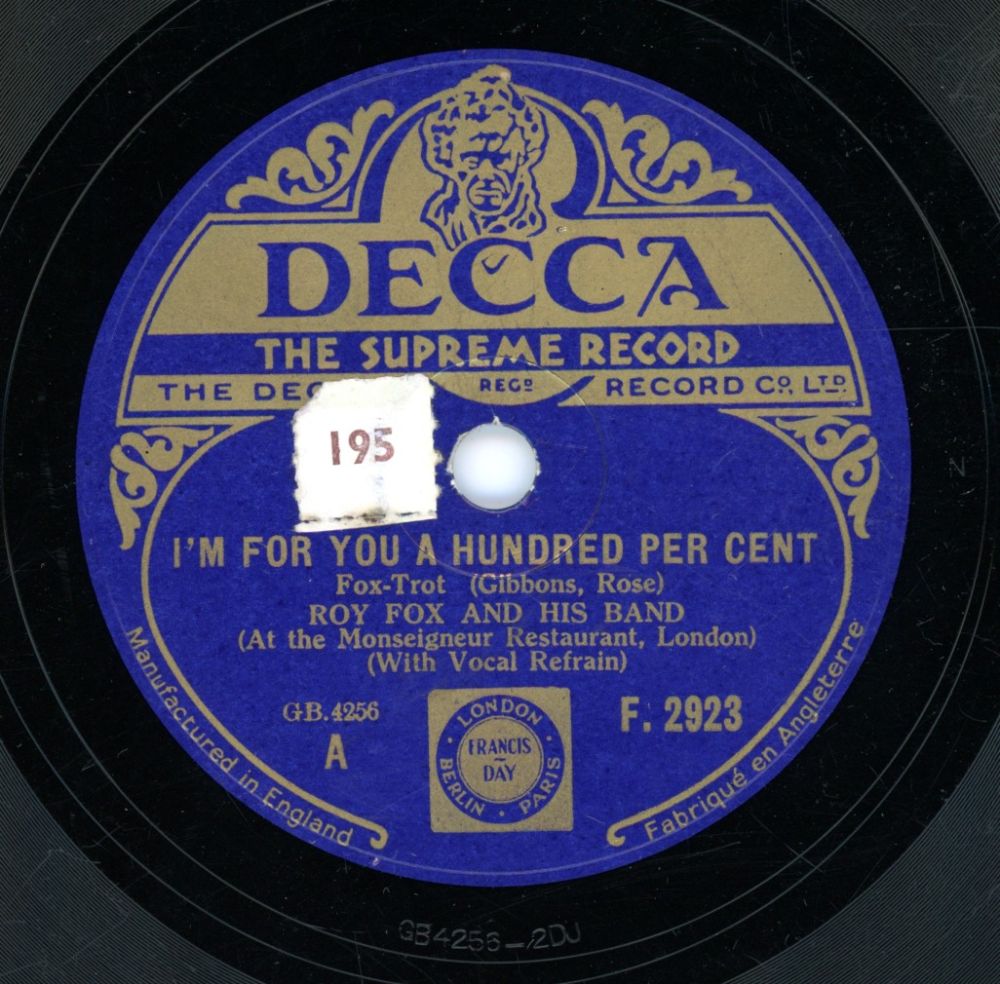 DECCA
THE SUPREME RECORD
THE DEC REGD RECORD CO., LTD.
195
I'M FOR YOU A HUNDRED PER CENT
Fox-Trot (Gibbons, Rose)
ROY FOX AND HIS BAND
(At the Monseigneur Restaurant, London)
(With Vocal Refrain)
GB.4256
A
F. 2923
LONDON · PARIS · BERLIN ·
FRANCIS ~ DAY
Manufactured in England
Fabriqué en Angleterre
GB4256-2DJ
N